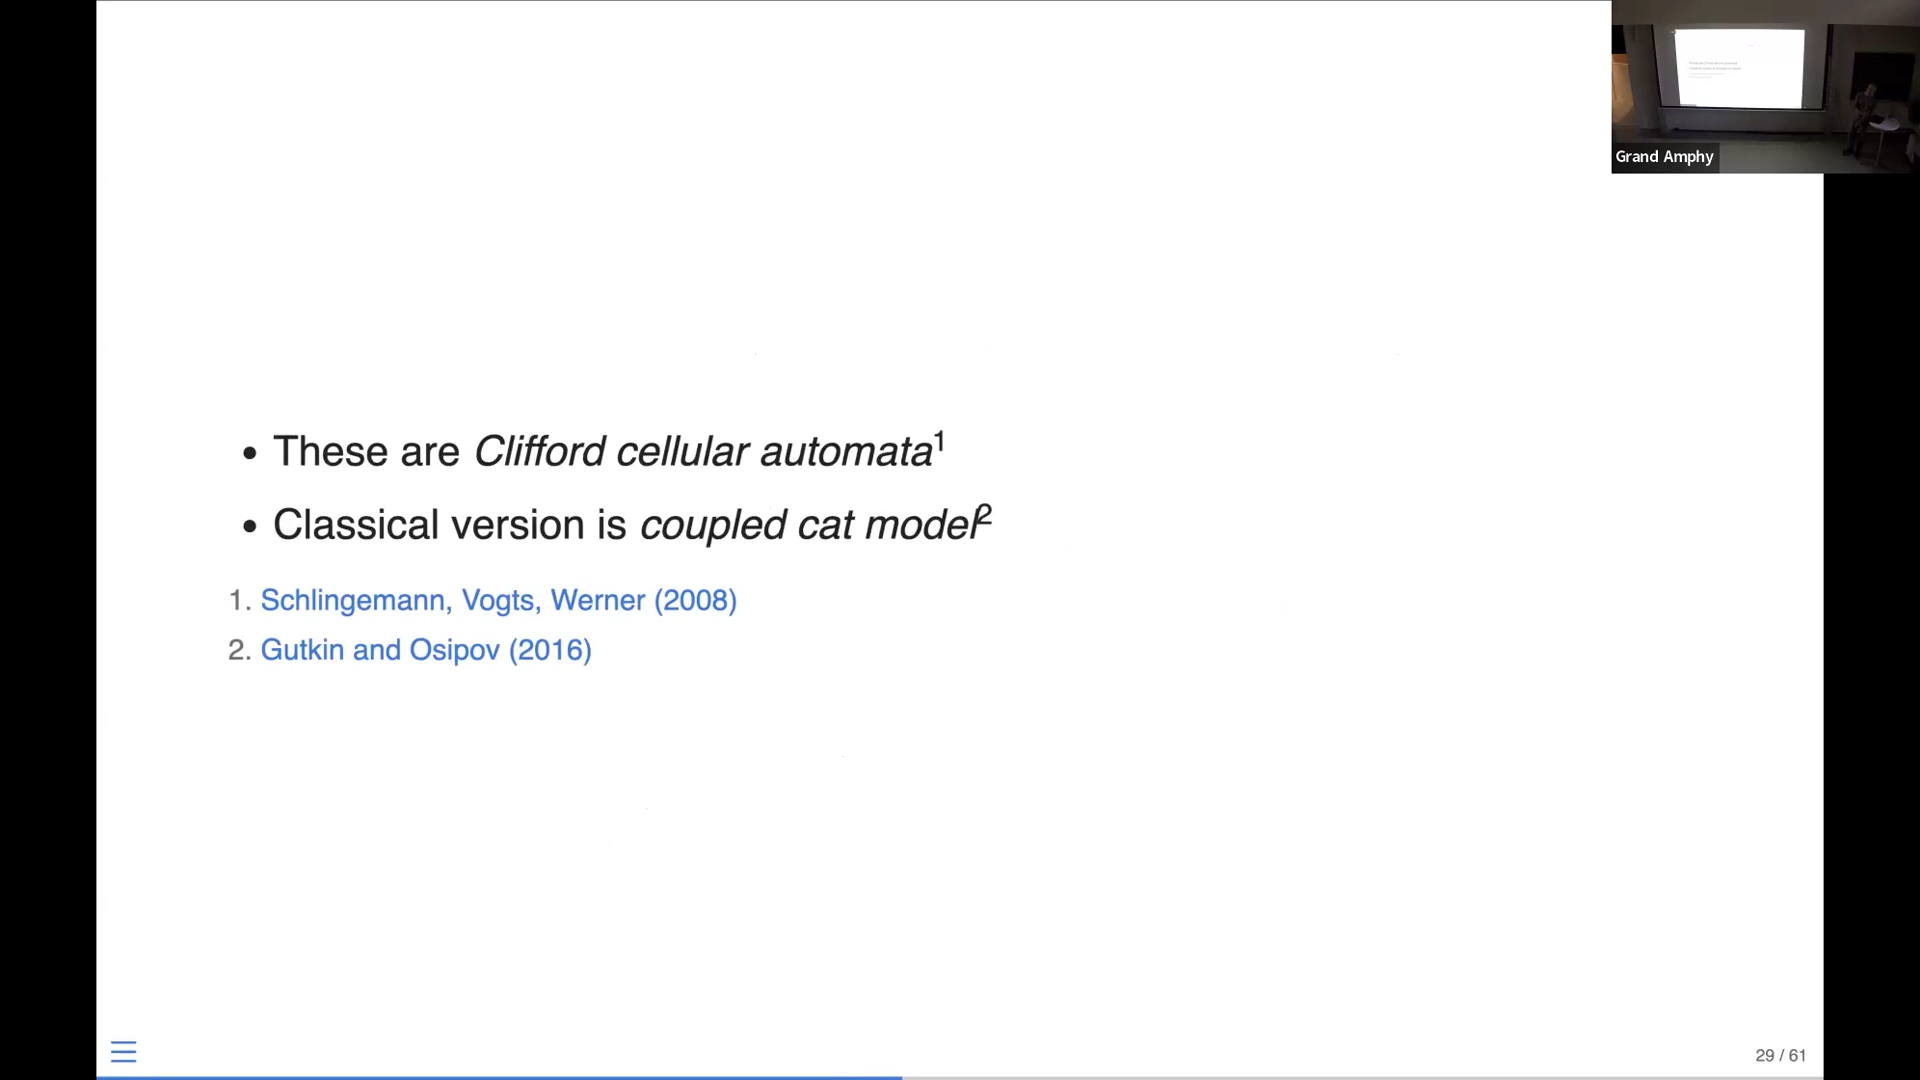 Grand Amphy
• These are Clifford cellular automata¹
• Classical version is coupled cat model²
1. Schlingemann, Vogts, Werner (2008)
2. Gutkin and Osipov (2016)
29 / 61